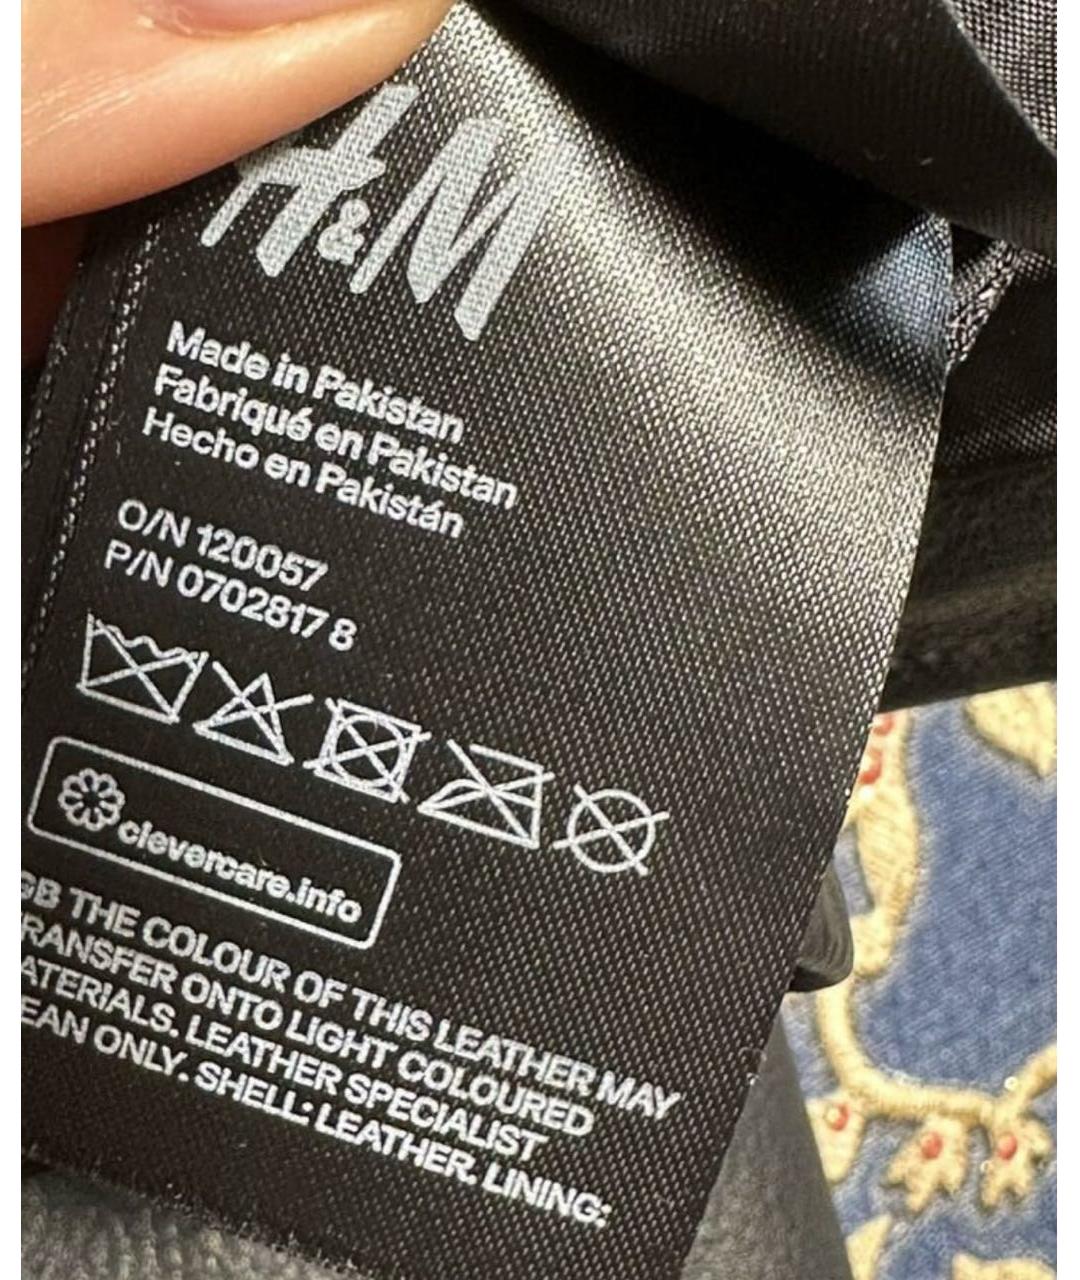 H&M
Made in Pakistan
Fabriqué en Pakistan
Hecho en Pakistán
O/N 120057
P/N 0702817 8
clevercare.info
GB THE COLOUR OF THIS LEATHER MAY
RANSFER ONTO LIGHT COLOURED
ATERIALS. LEATHER SPECIALIST
EAN ONLY. SHELL: LEATHER. LINING: